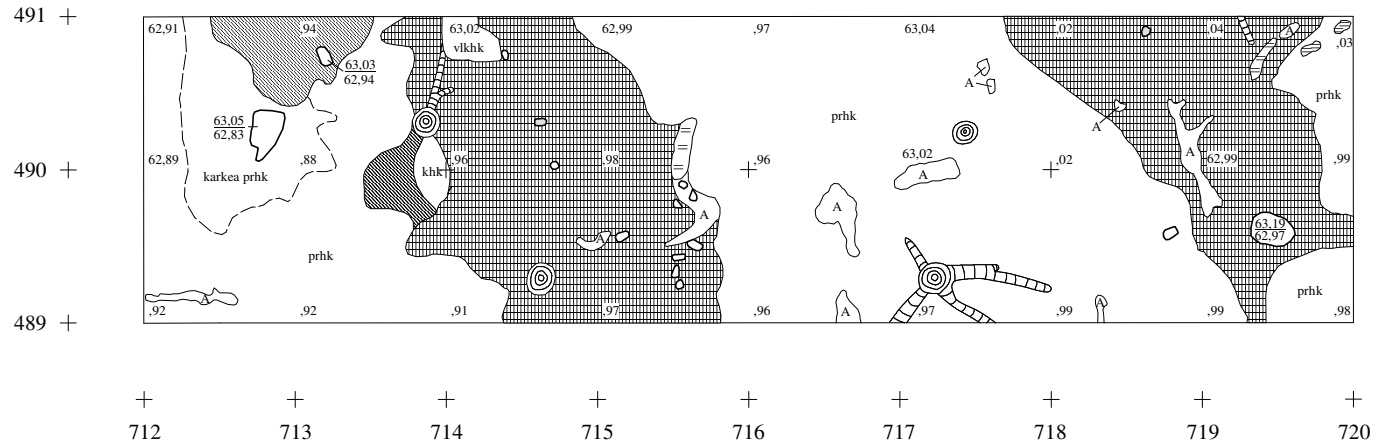 491
62,91
,94
63,02
62,99
,97
63,04
,02
,04
A
,03
vlkhk
63,03
62,94
A
prhk
prhk
63,05
62,83
A
62,89
,88
,96
,98
,96
63,02
,02
A
62,99
,99
490
karkea prhk
khk
A
A
A
63,19
62,97
A
prhk
prhk
A
A
A
489
,92
,92
,91
,97
,96
,97
,99
,99
,98
712
713
714
715
716
717
718
719
720